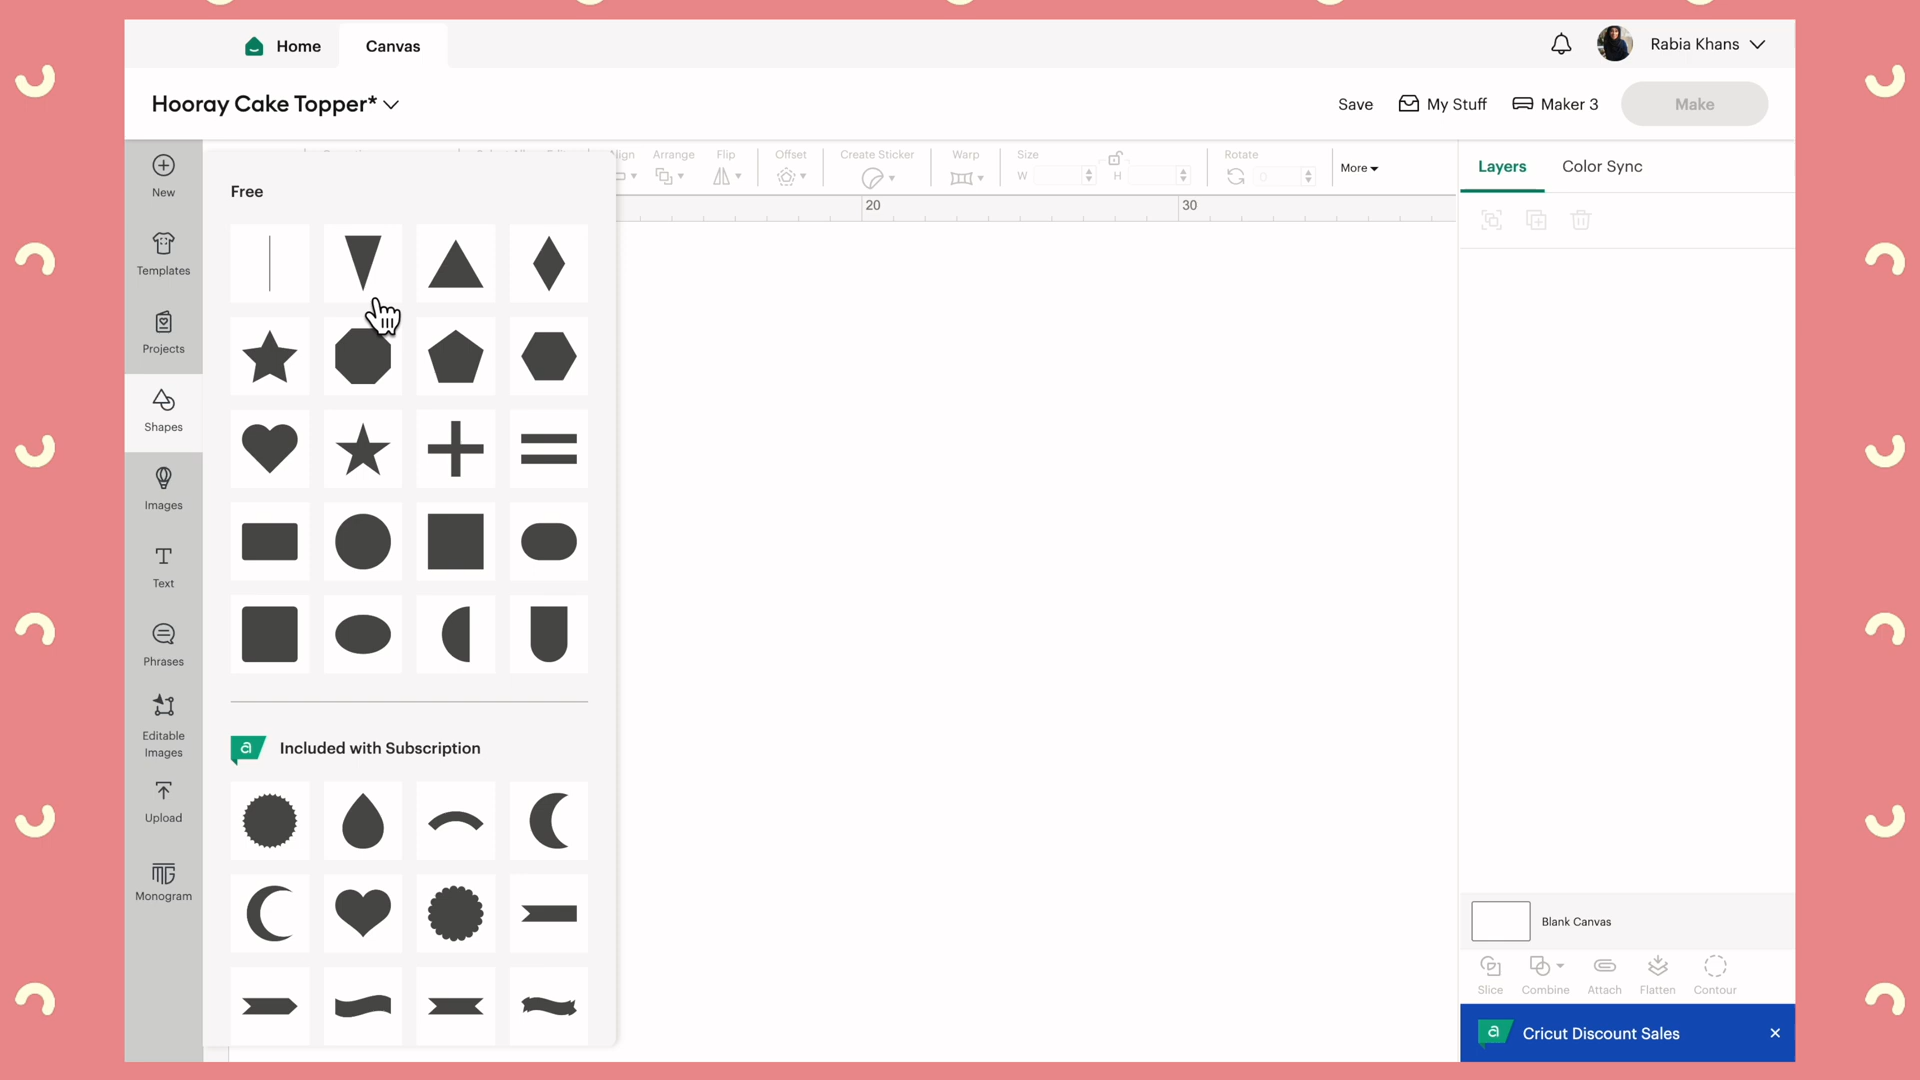 Home
Canvas
Rabia Khans
Hooray Cake Topper*
Save
My Stuff
Maker 3
Make
New
Templates
Projects
Shapes
Images
Text
Phrases
Editable
Images
Upload
Monogram
Free
Included with Subscription
Arrange
Flip
Offset
Create Sticker
Warp
Size
W
H
Rotate
0
More
20
30
Layers
Color Sync
Blank Canvas
Slice
Combine
Attach
Flatten
Contour
Cricut Discount Sales